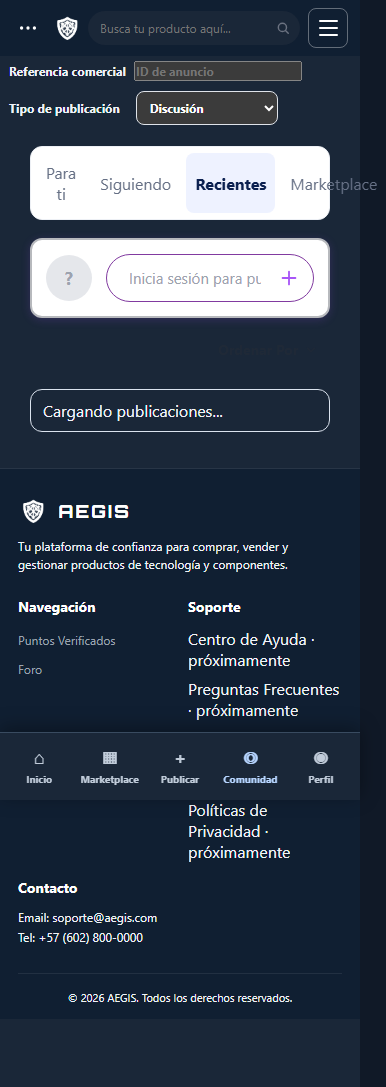 Busca tu producto aquí...
Referencia comercial
ID de anuncio
Tipo de publicación
Discusión
Para
ti
Siguiendo
Recientes
Marketplace
?
Inicia sesión para pu
+
Cargando publicaciones...
AEGIS
Tu plataforma de confianza para comprar, vender y
gestionar productos de tecnología y componentes.
Navegación
Puntos Verificados
Foro
Soporte
Centro de Ayuda ·
próximamente
Preguntas Frecuentes
· próximamente
Inicio
Marketplace
+
Publicar
Comunidad
Perfil
Políticas de
Privacidad ·
próximamente
Contacto
Email: soporte@aegis.com
Tel: +57 (602) 800-0000
© 2026 AEGIS. Todos los derechos reservados.